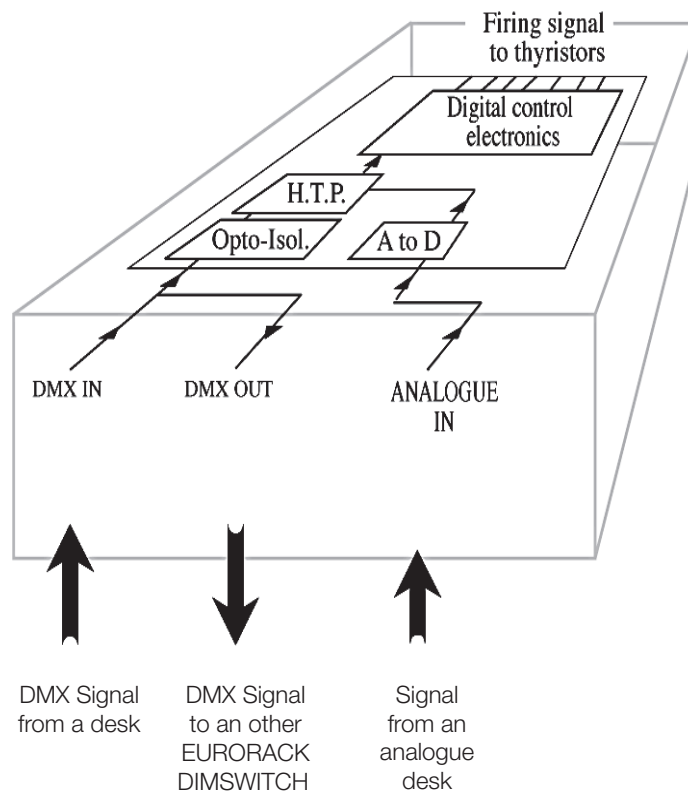 Firing signal
to thyristors
Digital control
electronics
H.T.P.
Opto-Isol.
A to D
DMX IN
DMX OUT
ANALOGUE
IN
DMX Signal
from a desk
DMX Signal
to an other
EURORACK
DIMSWITCH
Signal
from an
analogue
desk